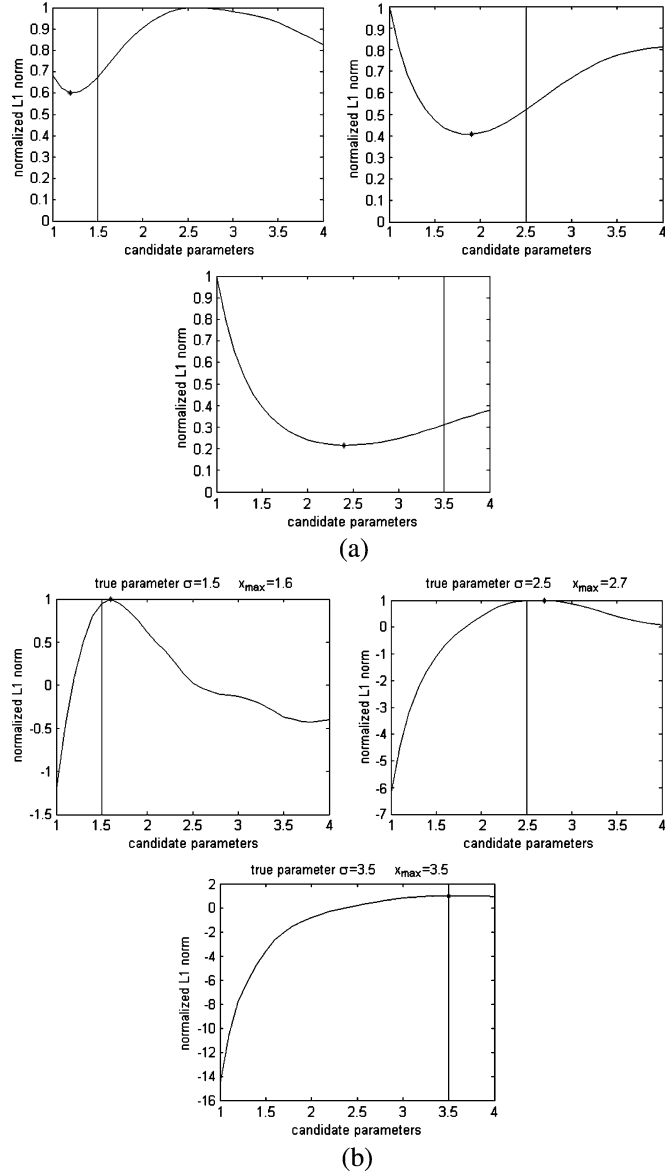 1
0.9
0.8
0.7
0.6
0.5
0.4
0.3
0.2
0.1
0
normalized L1 norm
1 1.5 2 2.5 3 3.5 4
candidate parameters
1
0.9
0.8
0.7
0.6
0.5
0.4
0.3
0.2
0.1
0
normalized L1 norm
1 1.5 2 2.5 3 3.5 4
candidate parameters
1
0.9
0.8
0.7
0.6
0.5
0.4
0.3
0.2
0.1
0
normalized L1 norm
1 1.5 2 2.5 3 3.5 4
candidate parameters
(a)
true parameter σ=1.5 xmax=1.6
1
0.5
0
-0.5
-1
-1.5
normalized L1 norm
1 1.5 2 2.5 3 3.5 4
candidate parameters
true parameter σ=2.5 xmax=2.7
1
0
-1
-2
-3
-4
-5
-6
-7
normalized L1 norm
1 1.5 2 2.5 3 3.5 4
candidate parameters
true parameter σ=3.5 xmax=3.5
2
0
-2
-4
-6
-8
-10
-12
-14
-16
normalized L1 norm
1 1.5 2 2.5 3 3.5 4
candidate parameters
(b)